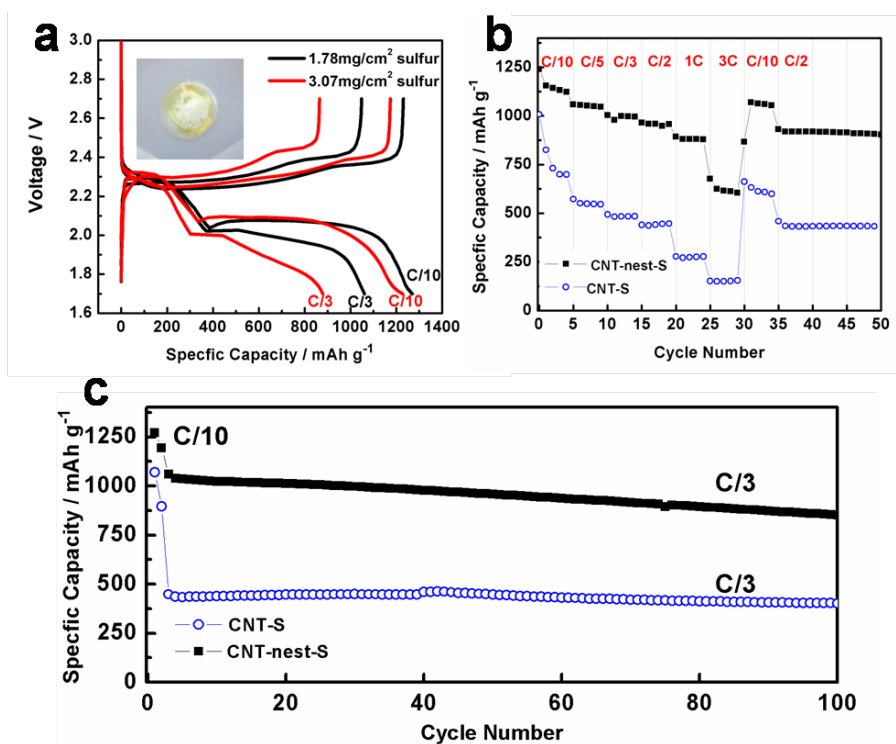 a
3.0
2.8
2.6
2.4
2.2
2.0
1.8
1.6
Voltage / V
1.78mg/cm² sulfur
3.07mg/cm² sulfur
C/10
C/3
C/3
C/10
0 200 400 600 800 1000 1200 1400
Specfic Capacity / mAh g⁻¹
b
1250
1000
750
500
250
0
Specfic Capacity / mAh g⁻¹
C/10 C/5 C/3 C/2 1C 3C C/10 C/2
CNT-nest-S
CNT-S
0 5 10 15 20 25 30 35 40 45 50
Cycle Number
c
1250
1000
750
500
250
0
Specfic Capacity / mAh g⁻¹
C/10
C/3
C/3
CNT-S
CNT-nest-S
0 20 40 60 80 100
Cycle Number